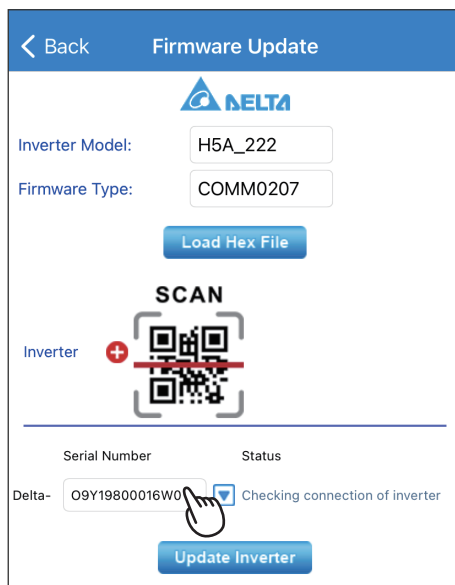 Back Firmware Update
DELTA
Inverter Model: H5A_222
Firmware Type: COMM0207
Load Hex File
SCAN
Inverter
Serial Number Status
Delta- O9Y19800016W0 Checking connection of inverter
Update Inverter